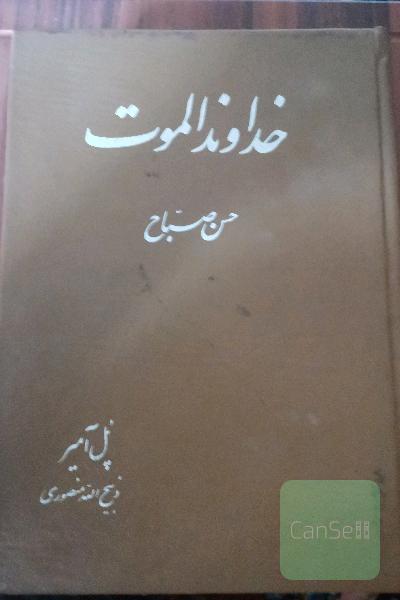 خداوند الموت
حسن صباح
پل آمیر
ذبیح الله منصوری
CanSell